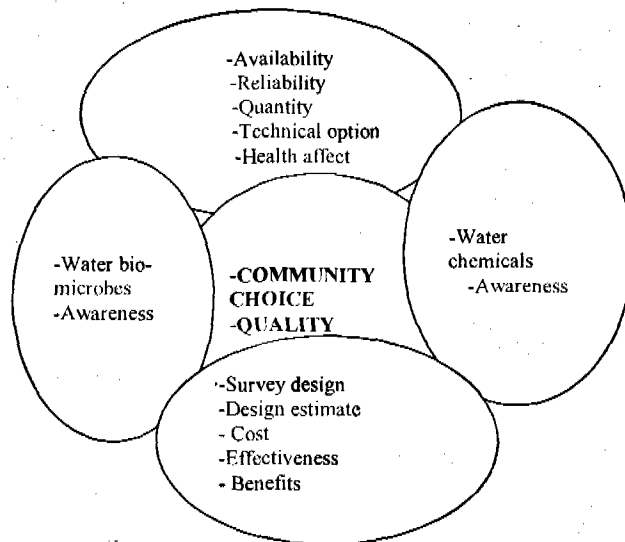 -Availability
-Reliability
-Quantity
-Technical option
-Health affect
-Water bio-
microbes
-Awareness
-COMMUNITY
CHOICE
-QUALITY
-Water
chemicals
-Awareness
-Survey design
-Design estimate
- Cost
-Effectiveness
- Benefits